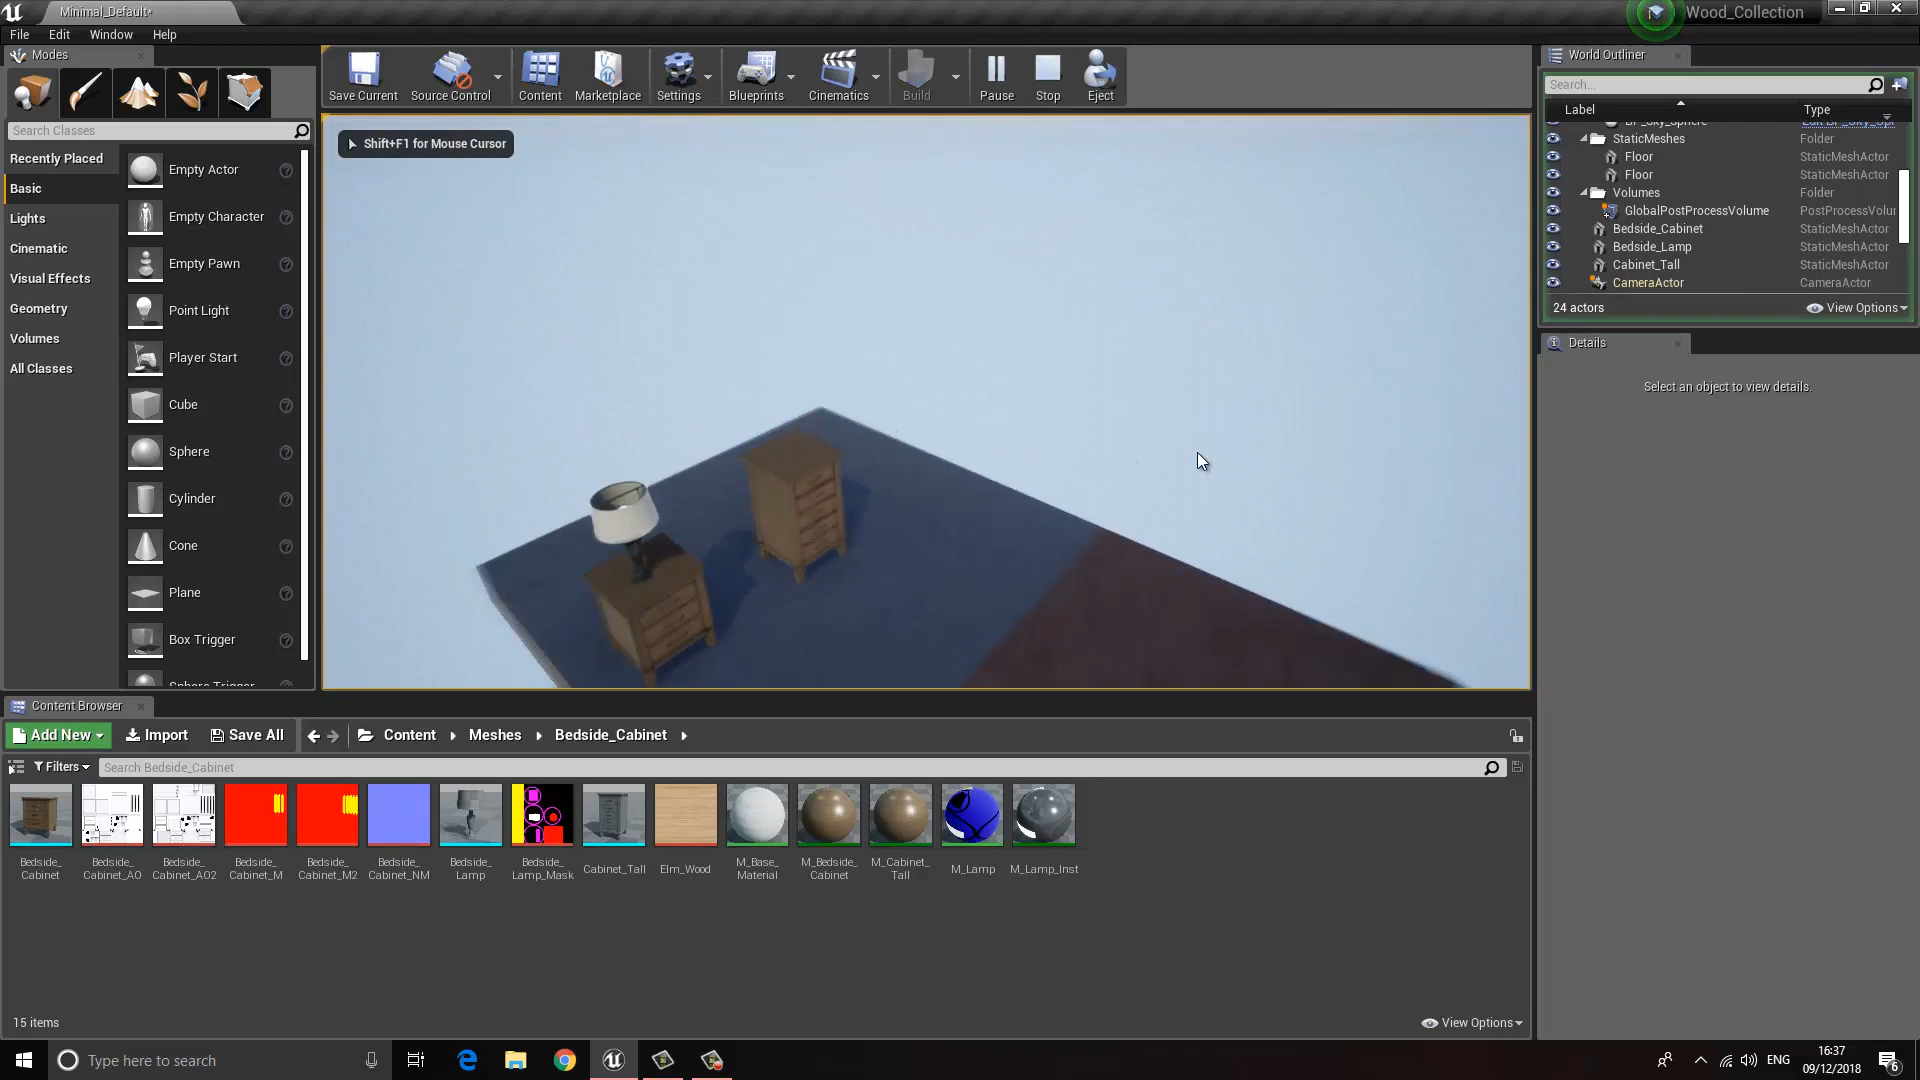 Minimal_Default*
Wood_Collection
File Edit Window Help
Modes
World Outliner
Save Current
Source Control
Content
Marketplace
Settings
Blueprints
Cinematics
Build
Pause
Stop
Eject
Search...
Label Type
Search Classes
Recently Placed
Basic
Lights
Cinematic
Visual Effects
Geometry
Volumes
All Classes
Empty Actor
Empty Character
Empty Pawn
Point Light
Player Start
Cube
Sphere
Cylinder
Cone
Plane
Box Trigger
Sphere Trigger
Shift+F1 for Mouse Cursor
BP_Sky_Sphere Edit BP_Sky_Sp
StaticMeshes Folder
Floor StaticMeshActor
Floor StaticMeshActor
Volumes Folder
GlobalPostProcessVolume PostProcessVolu
Bedside_Cabinet StaticMeshActor
Bedside_Lamp StaticMeshActor
Cabinet_Tall StaticMeshActor
CameraActor CameraActor
24 actors View Options
Details
Select an object to view details.
Content Browser
Add New Import Save All Content Meshes Bedside_Cabinet
Filters Search Bedside_Cabinet
Bedside_
Cabinet
Bedside_
Cabinet_AO
Bedside_
Cabinet_AO2
Bedside_
Cabinet_M
Bedside_
Cabinet_M2
Bedside_
Cabinet_NM
Bedside_
Lamp
Bedside_
Lamp_Mask
Cabinet_Tall
Elm_Wood
M_Base_
Material
M_Bedside_
Cabinet
M_Cabinet_
Tall
M_Lamp
M_Lamp_Inst
15 items View Options
Type here to search
ENG
16:37
09/12/2018
6